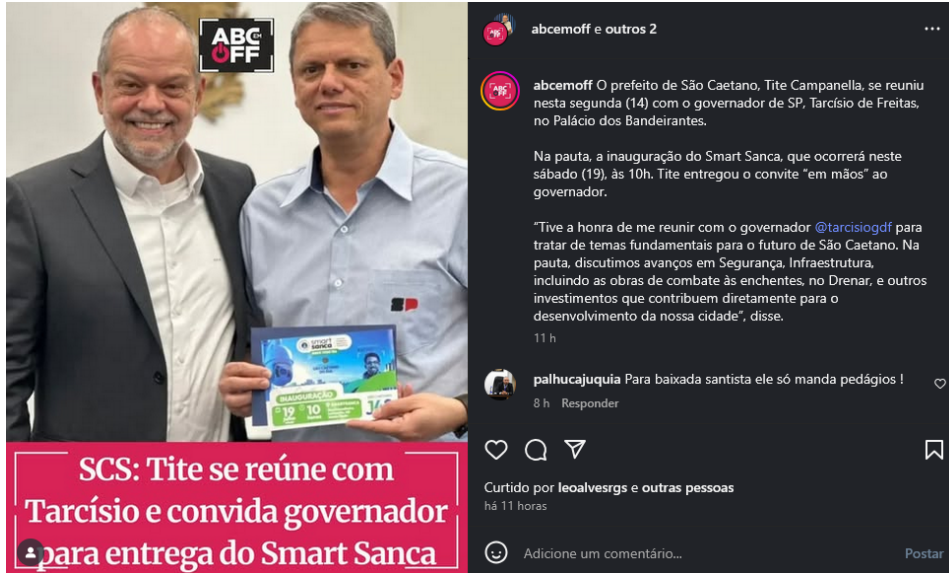 ABC
EM
OFF
SP
smart
sanca
INAUGURAÇÃO
19
10
SCS: Tite se reúne com
Tarcísio e convida governador
para entrega do Smart Sanca
abcemoff e outros 2
abcemoff O prefeito de São Caetano, Tite Campanella, se reuniu
nesta segunda (14) com o governador de SP, Tarcísio de Freitas,
no Palácio dos Bandeirantes.
Na pauta, a inauguração do Smart Sanca, que ocorrerá neste
sábado (19), às 10h. Tite entregou o convite “em mãos” ao
governador.
“Tive a honra de me reunir com o governador @tarcisiogdf para
tratar de temas fundamentais para o futuro de São Caetano. Na
pauta, discutimos avanços em Segurança, Infraestrutura,
incluindo as obras de combate às enchentes, no Drenar, e outros
investimentos que contribuem diretamente para o
desenvolvimento da nossa cidade”, disse.
11 h
palhucajuquia Para baixada santista ele só manda pedágios !
8 h Responder
Curtido por leoalvesrgs e outras pessoas
há 11 horas
Adicione um comentário...
Postar